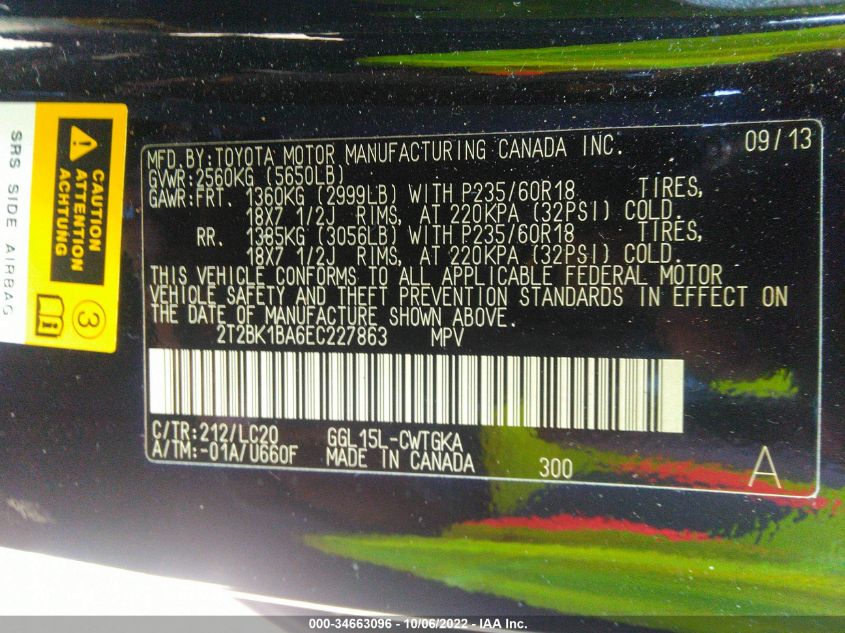 SRS SIDE AIRBAG
CAUTION
ACHTUNG
3
MFD.BY:TOYOTA MOTOR MANUFACTURING CANADA INC. 09/13
GVWR:2560KG (5650LB)
GAWR:FRT. 1360KG (2999LB) WITH P235/60R18 TIRES,
18X7 1/2J RIMS, AT 220KPA (32PSI) COLD.
RR. 1385KG (3056LB) WITH P235/60R18 TIRES,
18X7 1/2J RIMS, AT 220KPA (32PSI) COLD.
THIS VEHICLE CONFORMS TO ALL APPLICABLE FEDERAL MOTOR
VEHICLE SAFETY AND THEFT PREVENTION STANDARDS IN EFFECT ON
THE DATE OF MANUFACTURE SHOWN ABOVE.
2T2BK1BA6EC227863 MPV
C/TR:212/LC20 GGL15L-CWTGKA
A/TM:-01A/U660F MADE IN CANADA 300 A
000-34663096 - 10/06/2022 - IAA Inc.